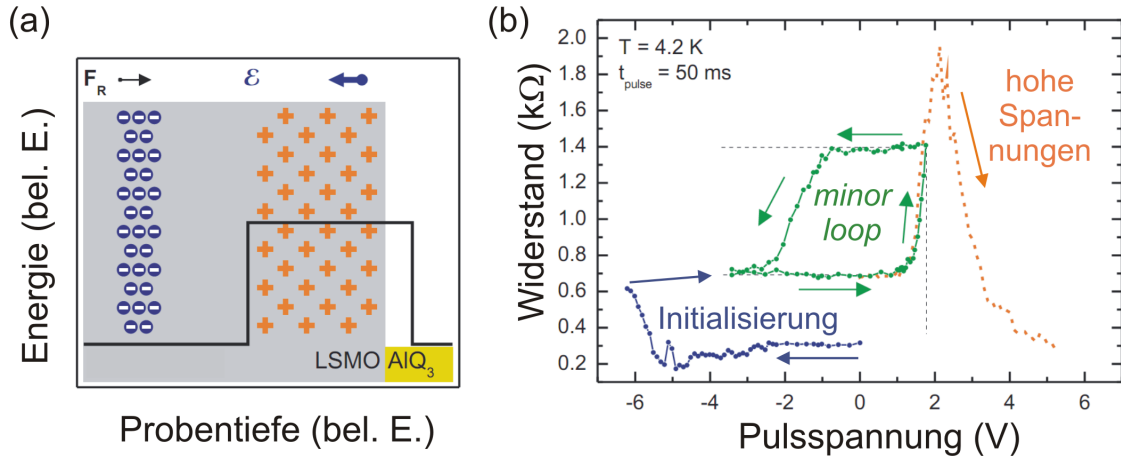 (a)
F_R
ℰ
LSMO AlQ₃
Energie (bel. E.)
Probentiefe (bel. E.)
(b)
T = 4.2 K
t_pulse = 50 ms
hohe
Span-
nungen
minor
loop
Initialisierung
Widerstand (kΩ)
2.0
1.8
1.6
1.4
1.2
1.0
0.8
0.6
0.4
0.2
-6
-4
-2
0
2
4
6
Pulsspannung (V)